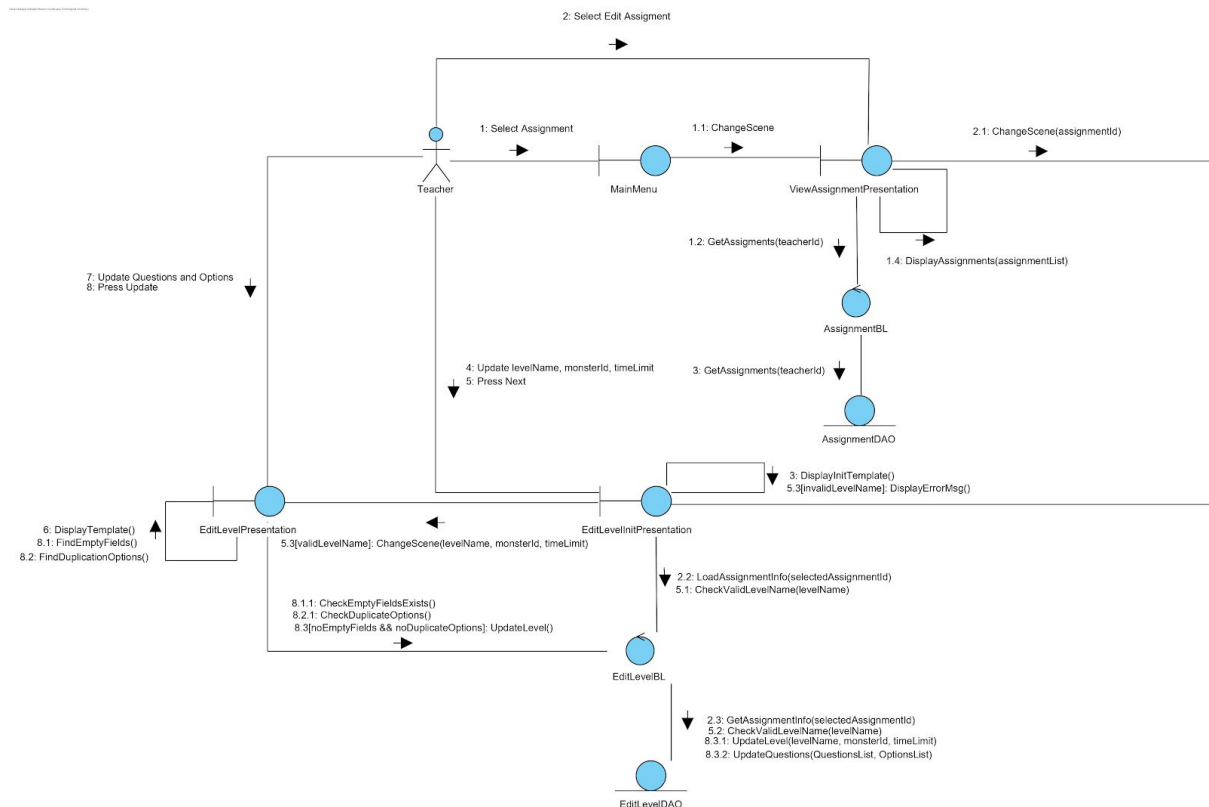 2: Select Edit Assigment
1: Select Assignment
1.1: ChangeScene
2.1: ChangeScene(assignmentId)
Teacher
MainMenu
ViewAssignmentPresentation
1.2: GetAssigments(teacherId)
1.4: DisplayAssignments(assignmentList)
7: Update Questions and Options
8: Press Update
AssignmentBL
4: Update levelName, monsterId, timeLimit
5: Press Next
3: GetAssignments(teacherId)
AssignmentDAO
3: DisplayInitTemplate()
5.3[invalidLevelName]: DisplayErrorMsg()
EditLevelPresentation
EditLevelInitPresentation
6: DisplayTemplate()
8.1: FindEmptyFields()
8.2: FindDuplicationOptions()
5.3[validLevelName]: ChangeScene(levelName, monsterId, timeLimit)
2.2: LoadAssignmentInfo(selectedAssignmentId)
5.1: CheckValidLevelName(levelName)
8.1.1: CheckEmptyFieldsExists()
8.2.1: CheckDuplicateOptions()
8.3[noEmptyFields && noDuplicateOptions]: UpdateLevel()
EditLevelBL
2.3: GetAssignmentInfo(selectedAssignmentId)
5.2: CheckValidLevelName(levelName)
8.3.1: UpdateLevel(levelName, monsterId, timeLimit)
8.3.2: UpdateQuestions(QuestionsList, OptionsList)
EditLevelDAO